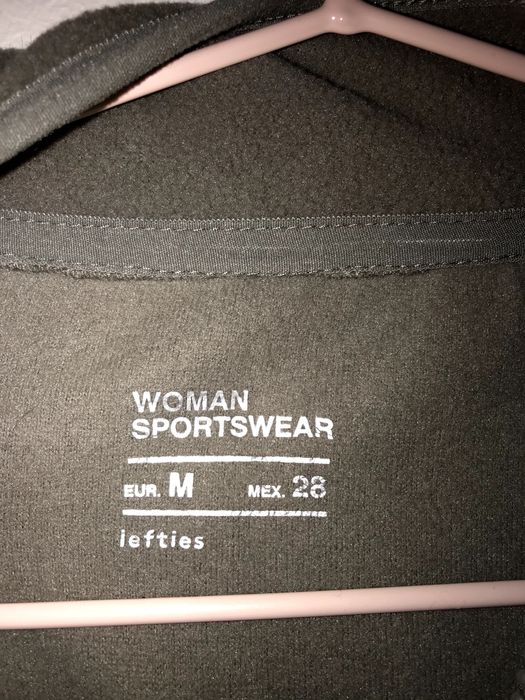 WOMAN
SPORTSWEAR
EUR. M MEX. 28
lefties